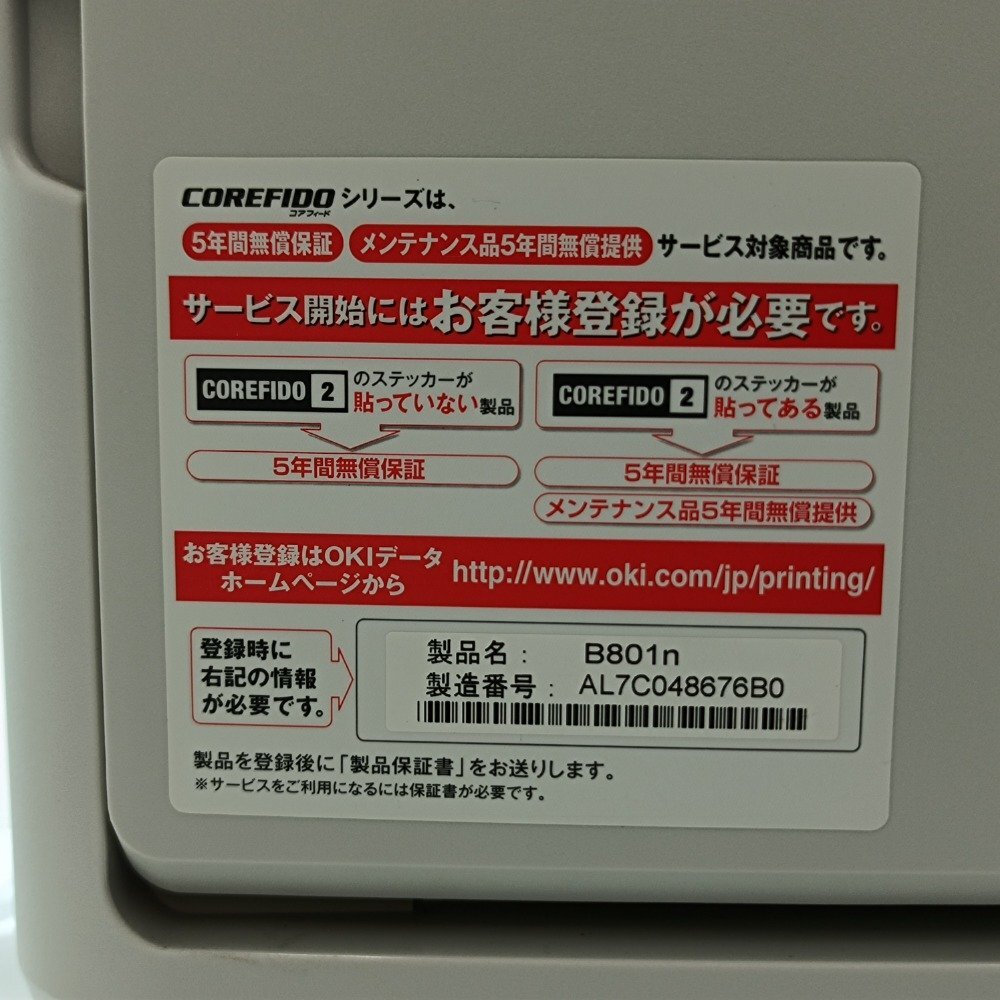 COREFIDO シリーズは、
コアフィード
5年間無償保証 メンテナンス品5年間無償提供 サービス対象商品です。
サービス開始にはお客様登録が必要です。
COREFIDO 2 のステッカーが
貼っていない製品
5年間無償保証
COREFIDO 2 のステッカーが
貼ってある製品
5年間無償保証
メンテナンス品5年間無償提供
お客様登録はOKIデータ
ホームページから
http://www.oki.com/jp/printing/
登録時に
右記の情報
が必要です。
製品名： B801n
製造番号： AL7C048676B0
製品を登録後に「製品保証書」をお送りします。
※サービスをご利用になるには保証書が必要です。